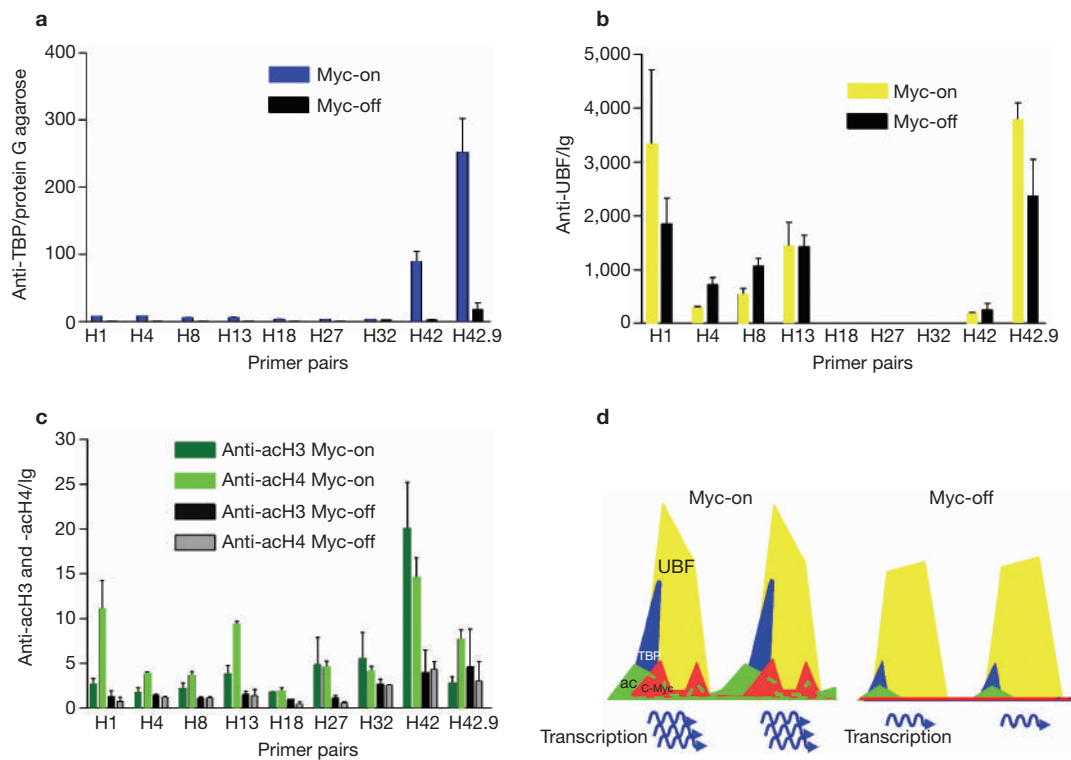 a
400
300
200
100
0
Anti-TBP/protein G agarose
Myc-on
Myc-off
H1 H4 H8 H13 H18 H27 H32 H42 H42.9
Primer pairs
b
5,000
4,000
3,000
2,000
1,000
0
Anti-UBF/Ig
Myc-on
Myc-off
H1 H4 H8 H13 H18 H27 H32 H42 H42.9
Primer pairs
c
30
25
20
15
10
5
0
Anti-acH3 and -acH4/Ig
Anti-acH3 Myc-on
Anti-acH4 Myc-on
Anti-acH3 Myc-off
Anti-acH4 Myc-off
H1 H4 H8 H13 H18 H27 H32 H42 H42.9
Primer pairs
d
Myc-on
Myc-off
UBF
TBP
ac
C-Myc
Transcription
Transcription